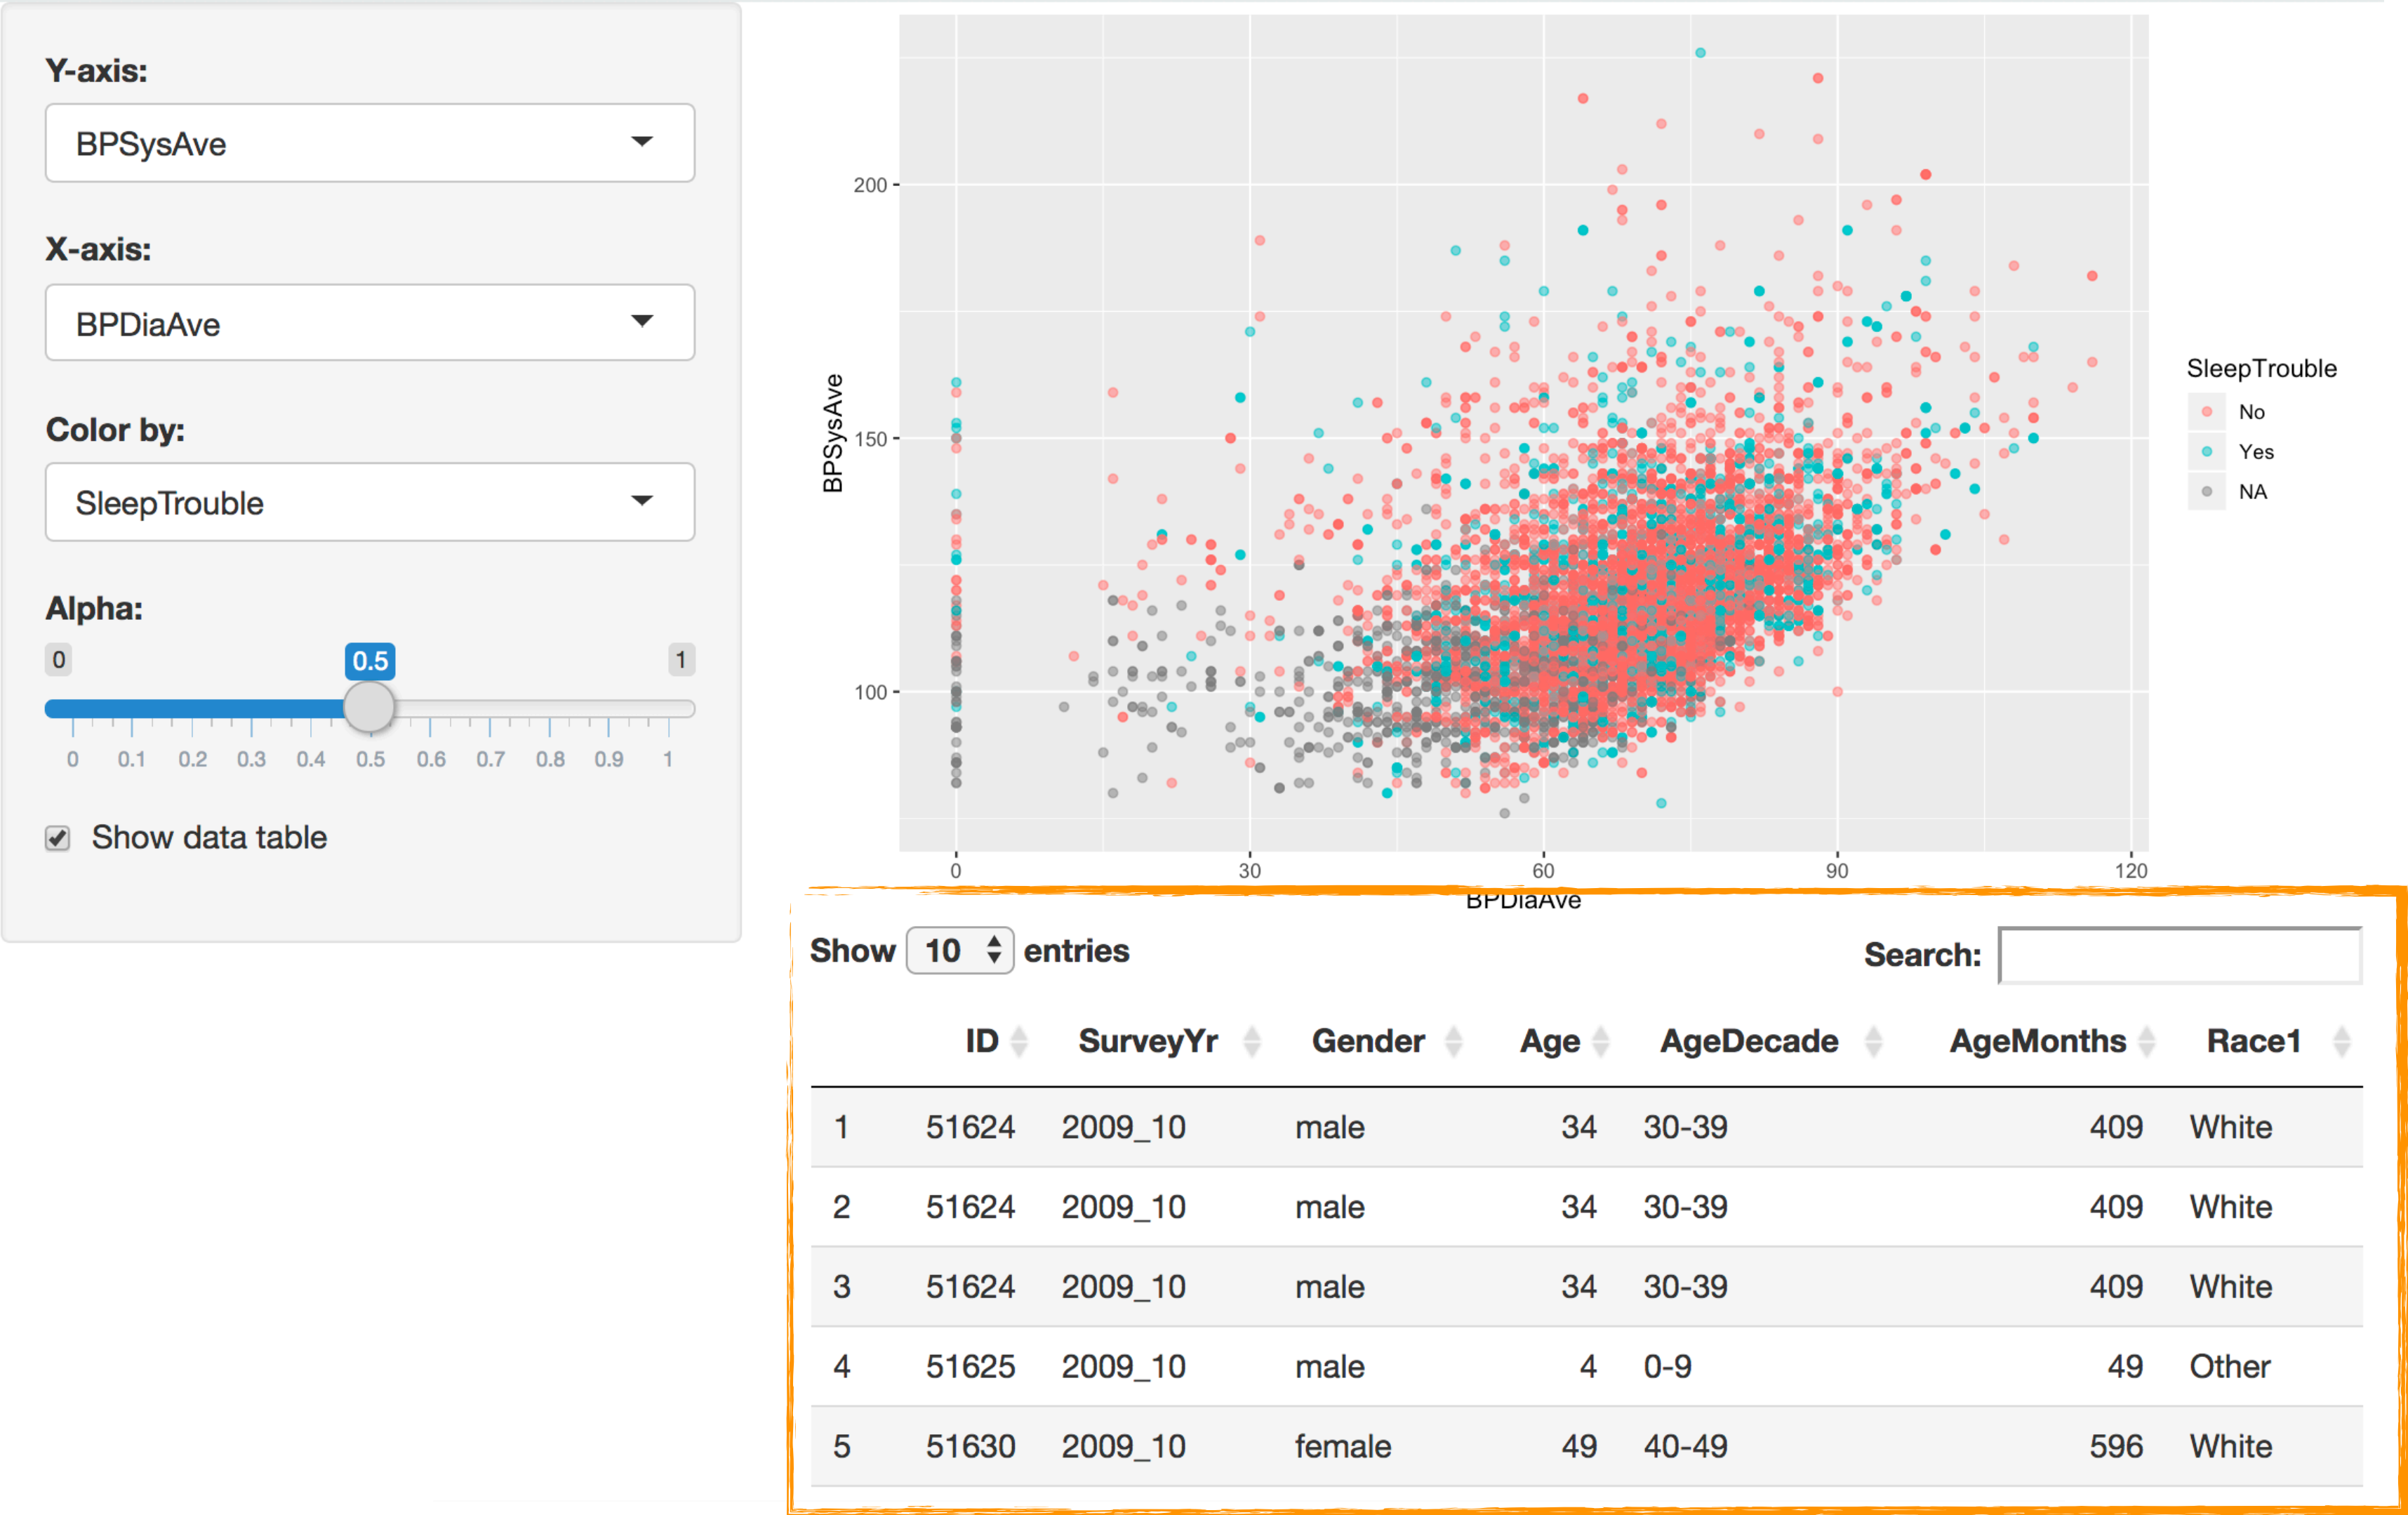 Y-axis:
BPSysAve
X-axis:
BPDiaAve
Color by:
SleepTrouble
Alpha:
0 0.5 1
0 0.1 0.2 0.3 0.4 0.5 0.6 0.7 0.8 0.9 1
Show data table
BPSysAve
200
150
100
0 30 60 90 120
BPDiaAve
SleepTrouble
No
Yes
NA
Show 10 entries
Search:
ID SurveyYr Gender Age AgeDecade AgeMonths Race1
1 51624 2009_10 male 34 30-39 409 White
2 51624 2009_10 male 34 30-39 409 White
3 51624 2009_10 male 34 30-39 409 White
4 51625 2009_10 male 4 0-9 49 Other
5 51630 2009_10 female 49 40-49 596 White